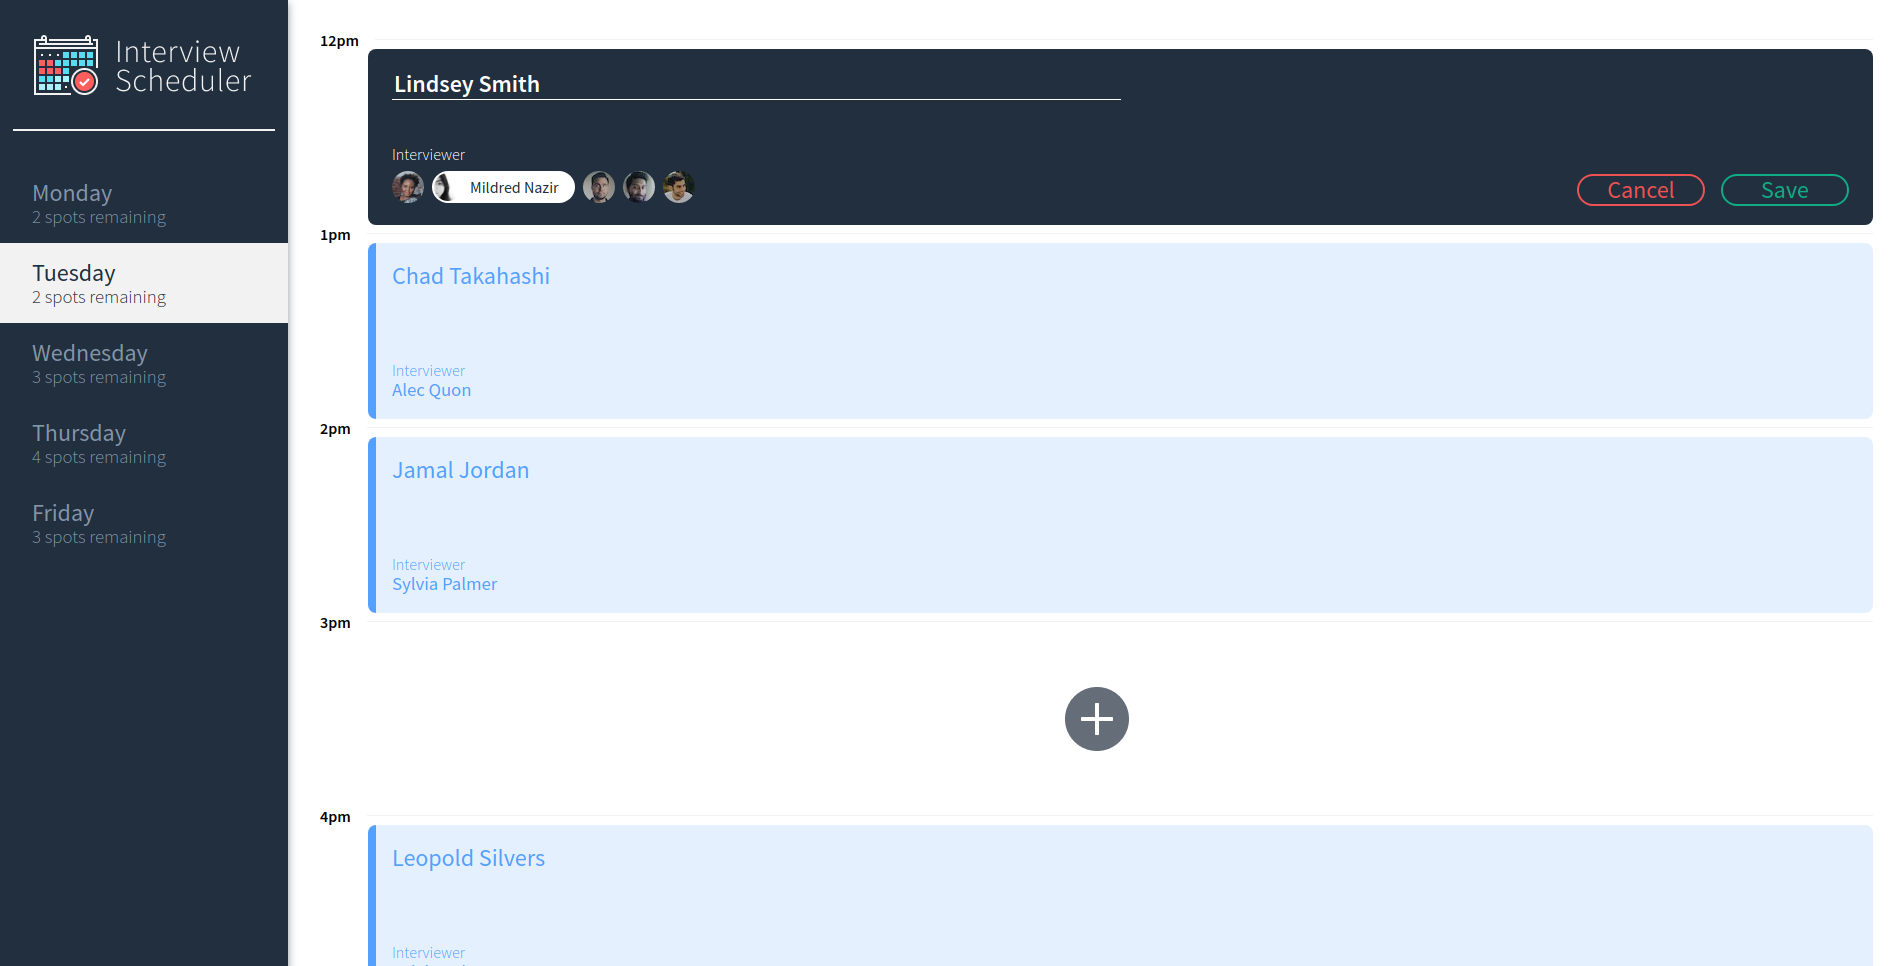 Interview
Scheduler
Monday
2 spots remaining
Tuesday
2 spots remaining
Wednesday
3 spots remaining
Thursday
4 spots remaining
Friday
3 spots remaining
12pm
Lindsey Smith
Interviewer
Mildred Nazir
Cancel Save
1pm
Chad Takahashi
Interviewer
Alec Quon
2pm
Jamal Jordan
Interviewer
Sylvia Palmer
3pm
4pm
Leopold Silvers
Interviewer